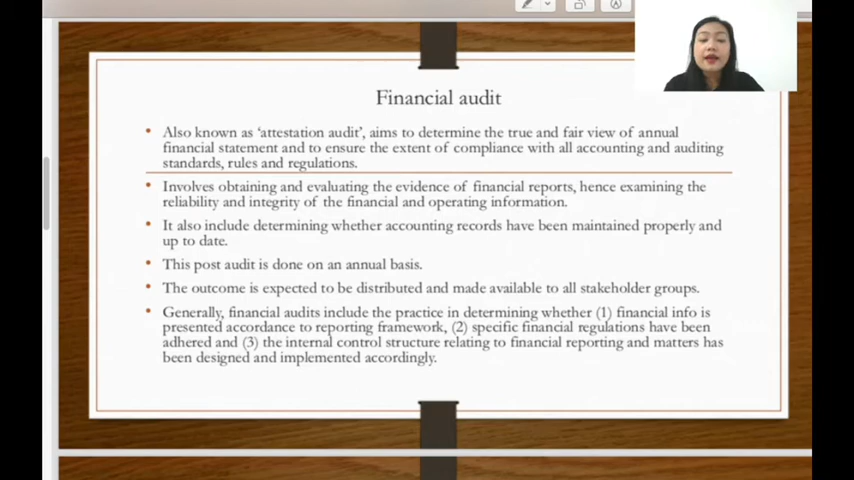 Financial audit
• Also known as ‘attestation audit’, aims to determine the true and fair view of annual
financial statement and to ensure the extent of compliance with all accounting and auditing
standards, rules and regulations.
• Involves obtaining and evaluating the evidence of financial reports, hence examining the
reliability and integrity of the financial and operating information.
• It also include determining whether accounting records have been maintained properly and
up to date.
• This post audit is done on an annual basis.
• The outcome is expected to be distributed and made available to all stakeholder groups.
• Generally, financial audits include the practice in determining whether (1) financial info is
presented accordance to reporting framework, (2) specific financial regulations have been
adhered and (3) the internal control structure relating to financial reporting and matters has
been designed and implemented accordingly.